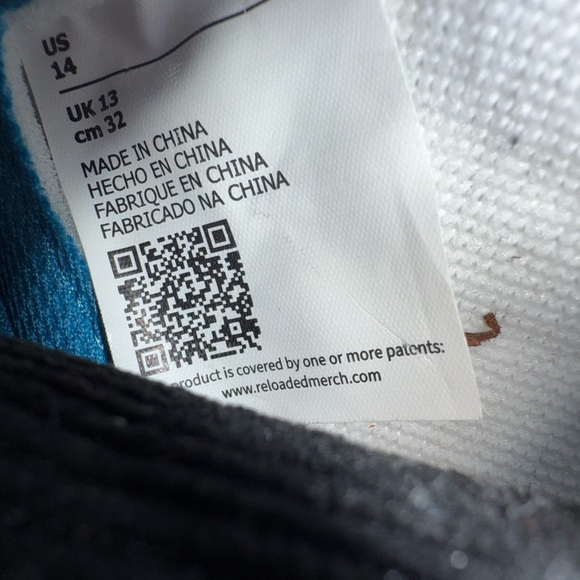 US
14
UK 13
cm 32
MADE IN CHINA
HECHO EN CHINA
FABRIQUE EN CHINA
FABRICADO NA CHINA
product is covered by one or more patents:
www.reloadedmerch.com